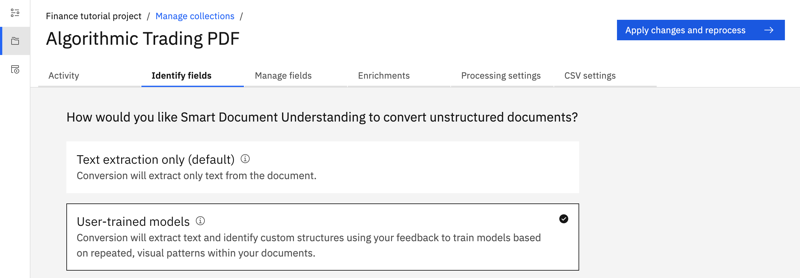 Finance tutorial project / Manage collections /
Algorithmic Trading PDF
Apply changes and reprocess
Activity Identify fields Manage fields Enrichments Processing settings CSV settings
How would you like Smart Document Understanding to convert unstructured documents?
Text extraction only (default)
Conversion will extract only text from the document.
User-trained models
Conversion will extract text and identify custom structures using your feedback to train models based
on repeated, visual patterns within your documents.